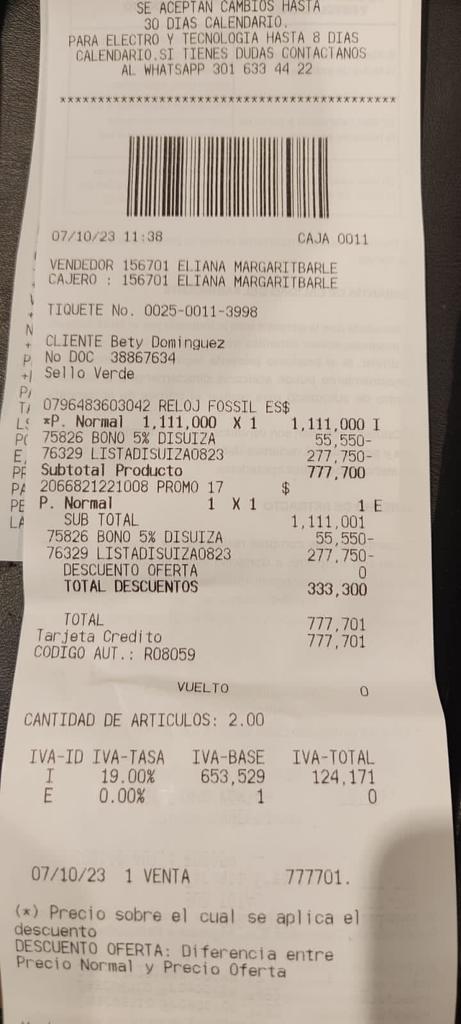 SE ACEPTAN CAMBIOS HASTA
30 DIAS CALENDARIO.
PARA ELECTRO Y TECNOLOGIA HASTA 8 DIAS
CALENDARIO.SI TIENES DUDAS CONTACTANOS
AL WHATSAPP 301 633 44 22
****************************************
07/10/23 11:38 CAJA 0011
VENDEDOR 156701 ELIANA MARGARITBARLE
CAJERO : 156701 ELIANA MARGARITBARLE
TIQUETE No. 0025-0011-3998
CLIENTE Bety Dominguez
No DOC 38867634
Sello Verde
0796483603042 RELOJ FOSSIL ES$
*P. Normal 1,111,000 X 1 1,111,000 I
75826 BONO 5% DISUIZA 55,550-
76329 LISTADISUIZA0823 277,750-
Subtotal Producto 777,700
2066821221008 PROMO 17 $
P. Normal 1 X 1 1 E
SUB TOTAL 1,111,001
75826 BONO 5% DISUIZA 55,550-
76329 LISTADISUIZA0823 277,750-
DESCUENTO OFERTA 0
TOTAL DESCUENTOS 333,300
TOTAL 777,701
Tarjeta Credito 777,701
CODIGO AUT.: R08059
VUELTO 0
CANTIDAD DE ARTICULOS: 2.00
IVA-ID IVA-TASA IVA-BASE IVA-TOTAL
I 19.00% 653,529 124,171
E 0.00% 1 0
07/10/23 1 VENTA 777701.
(*) Precio sobre el cual se aplica el
descuento
DESCUENTO OFERTA: Diferencia entre
Precio Normal y Precio Oferta